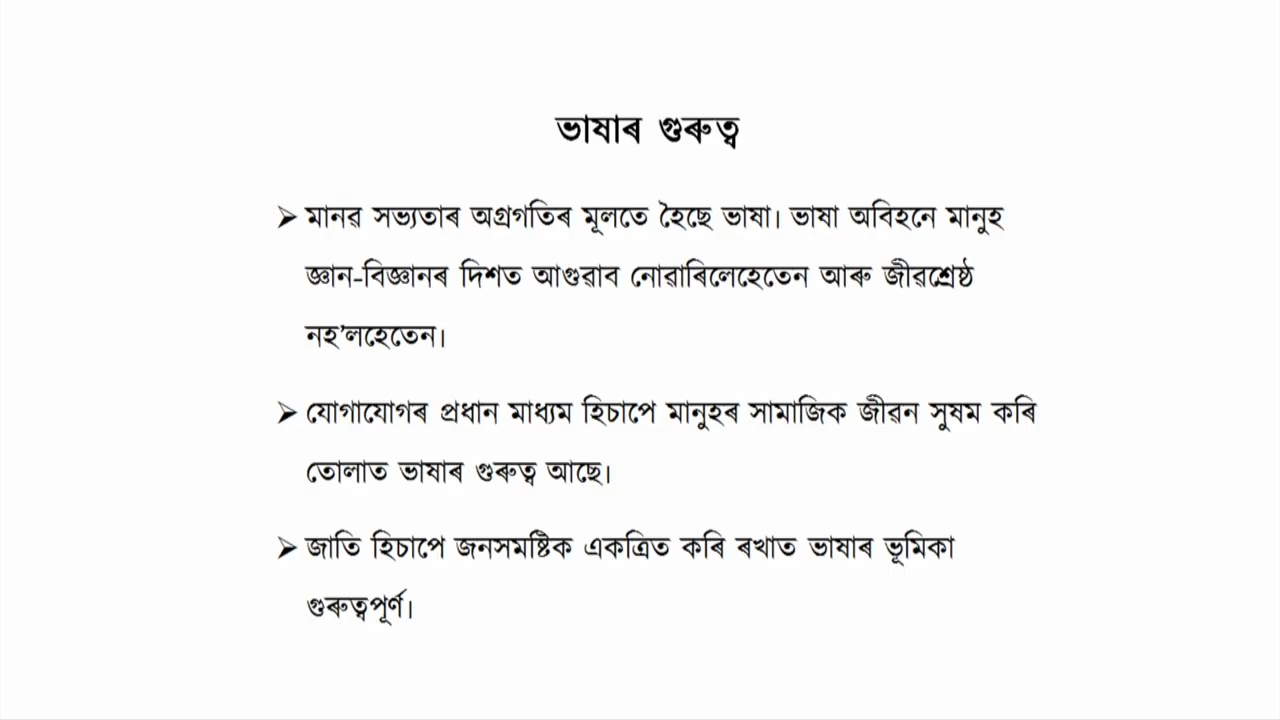 ভাষাৰ গুৰুত্ব
➢ মানৱ সভ্যতাৰ অগ্ৰগতিৰ মূলতে হৈছে ভাষা। ভাষা অবিহনে মানুহ
জ্ঞান-বিজ্ঞানৰ দিশত আগুৱাব নোৱাৰিলেহেতেন আৰু জীৱশ্ৰেষ্ঠ
নহ’লহেতেন।
➢ যোগাযোগৰ প্ৰধান মাধ্যম হিচাপে মানুহৰ সামাজিক জীৱন সুষম কৰি
তোলাত ভাষাৰ গুৰুত্ব আছে।
➢ জাতি হিচাপে জনসমষ্টিক একত্ৰিত কৰি ৰখাত ভাষাৰ ভূমিকা
গুৰুত্বপূৰ্ণ।